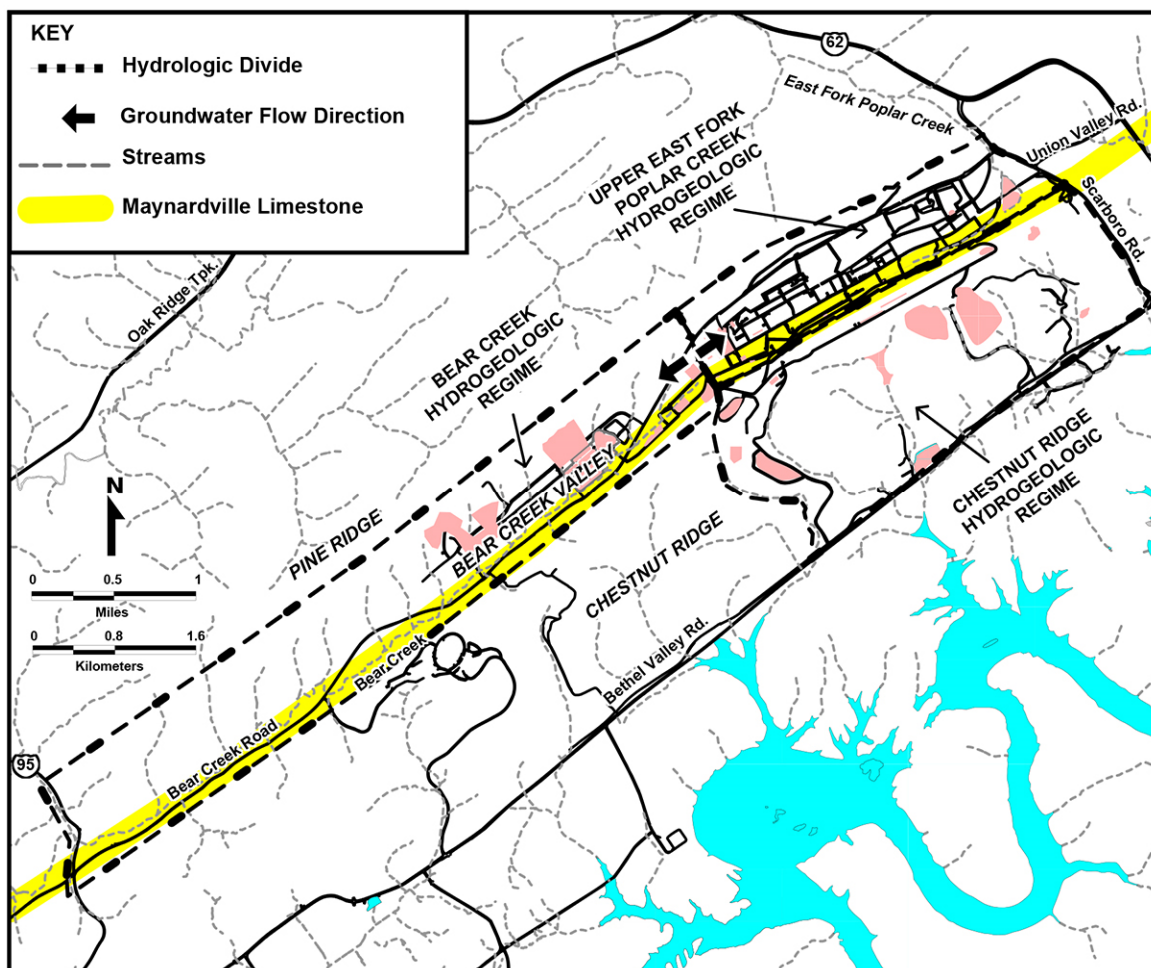 KEY
Hydrologic Divide
Groundwater Flow Direction
Streams
Maynardville Limestone
62
East Fork Poplar Creek
Union Valley Rd.
Scarboro Rd.
UPPER EAST FORK
POPLAR CREEK
HYDROGEOLOGIC
REGIME
Oak Ridge Tpk.
BEAR CREEK
HYDROGEOLOGIC
REGIME
N
0 0.5 1
Miles
0 0.8 1.6
Kilometers
PINE RIDGE
BEAR CREEK VALLEY
CHESTNUT RIDGE
CHESTNUT RIDGE
HYDROGEOLOGIC
REGIME
Bethel Valley Rd.
Bear Creek
Bear Creek Road
95